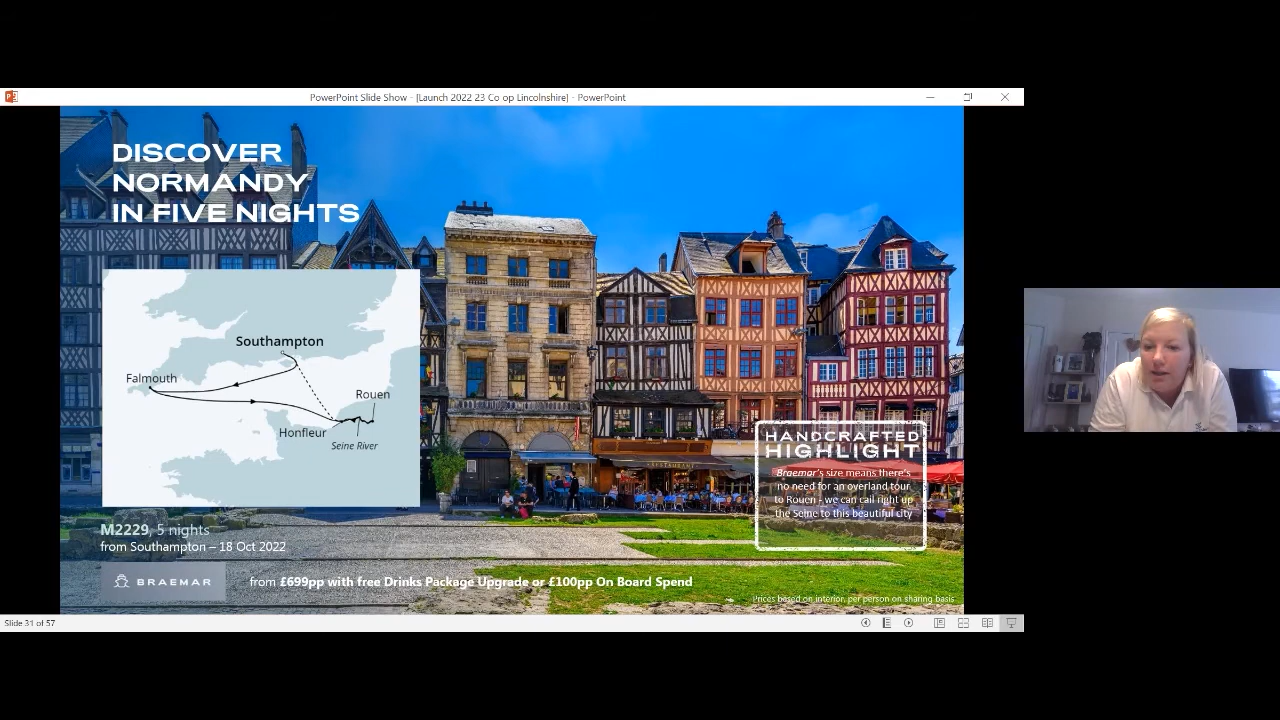 PowerPoint Slide Show - [Launch 2022 23 Co op Lincolnshire] - PowerPoint
DISCOVER
NORMANDY
IN FIVE NIGHTS
Southampton
Falmouth
Rouen
Honfleur
Seine River
RESTAURANT
HANDCRAFTED
HIGHLIGHT
Braemar's size means there's
no need for an overland tour
to Rouen - we can call right up
the Seine to this beautiful city
M2229, 5 nights
from Southampton – 18 Oct 2022
BRAEMAR
from £699pp with free Drinks Package Upgrade or £100pp On Board Spend
Prices based on interior, per person on sharing basis
Slide 31 of 57